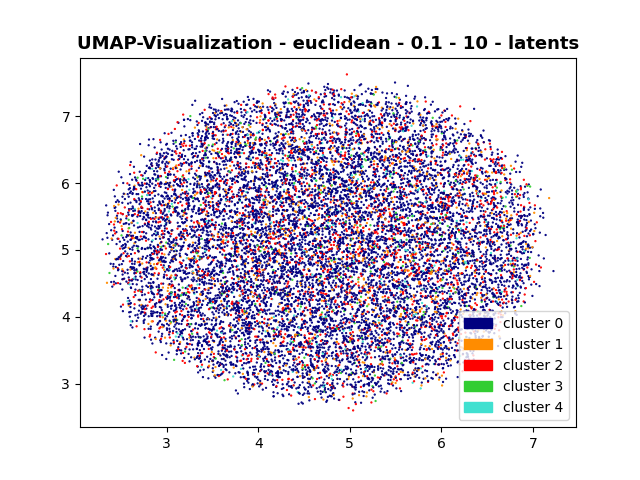 UMAP-Visualization - euclidean - 0.1 - 10 - latents
7
6
5
4
3
3
4
5
6
7
cluster 0
cluster 1
cluster 2
cluster 3
cluster 4